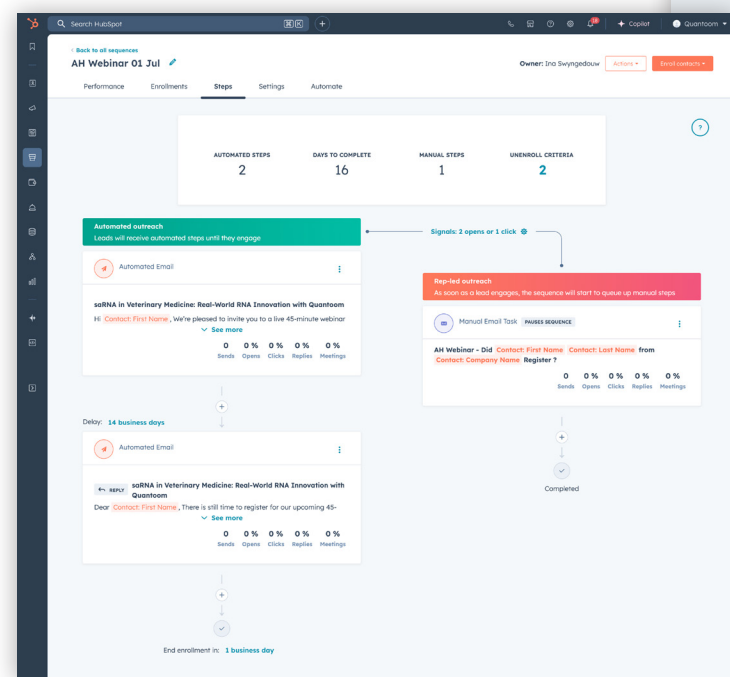 Search HubSpot
⌘ K
+
Copilot
Quantoom
Back to all sequences
AH Webinar 01 Jul
Owner: Ina Swyngedouw
Actions
Enroll contacts
Performance
Enrollments
Steps
Settings
Automate
?
AUTOMATED STEPS
2
DAYS TO COMPLETE
16
MANUAL STEPS
1
UNENROLL CRITERIA
2
Automated outreach
Leads will receive automated steps until they engage
Signals: 2 opens or 1 click
Automated Email
saRNA in Veterinary Medicine: Real-World RNA Innovation with Quantoom
Hi Contact: First Name , We're pleased to invite you to a live 45-minute webinar
See more
0 0 % 0 % 0 % 0 %
Sends Opens Clicks Replies Meetings
Rep-led outreach
As soon as a lead engages, the sequence will start to queue up manual steps
Manual Email Task PAUSES SEQUENCE
AH Webinar - Did Contact: First Name Contact: Last Name from
Contact: Company Name Register ?
0 0 % 0 % 0 % 0 %
Sends Opens Clicks Replies Meetings
+
Completed
+
Delay: 14 business days
Automated Email
REPLY saRNA in Veterinary Medicine: Real-World RNA Innovation with
Quantoom
Dear Contact: First Name , There is still time to register for our upcoming 45-
See more
0 0 % 0 % 0 % 0 %
Sends Opens Clicks Replies Meetings
+
End enrollment in: 1 business day